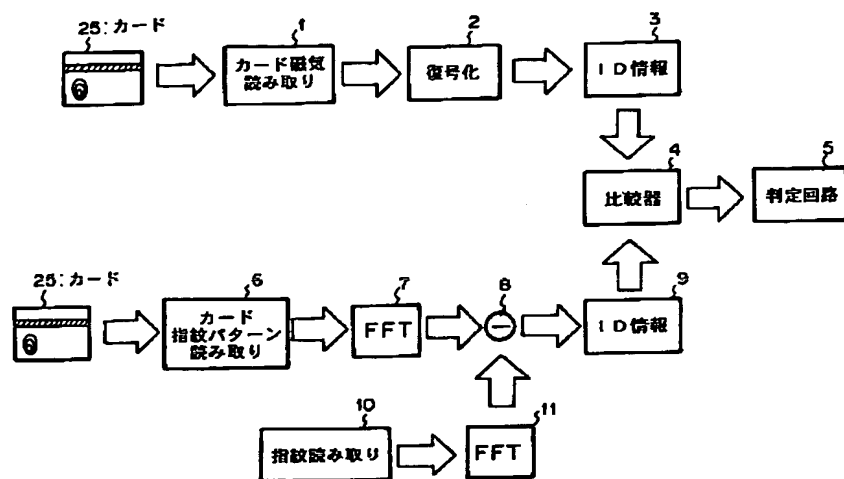 25:カード
1
カード磁気
読み取り
2
復号化
3
ID情報
4
比較器
5
判定回路
25:カード
6
カード
指紋パターン
読み取り
7
FFT
8
−
9
ID情報
10
指紋読み取り
11
FFT